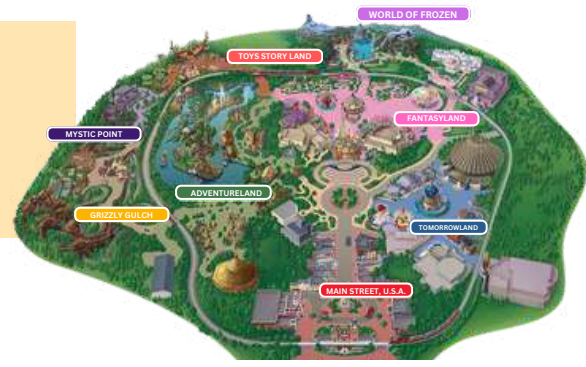 WORLD OF FROZEN
TOYS STORY LAND
FANTASYLAND
MYSTIC POINT
ADVENTURELAND
GRIZZLY GULCH
TOMORROWLAND
MAIN STREET, U.S.A.